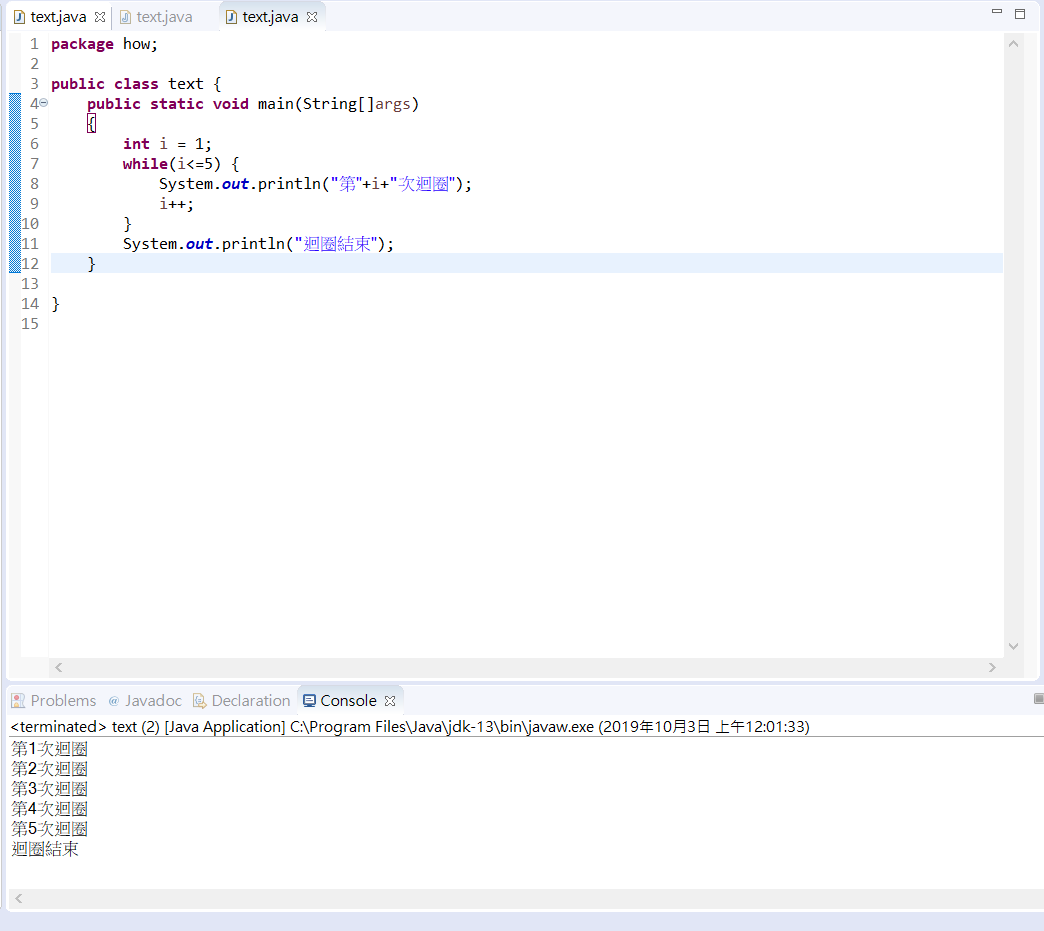 text.java text.java text.java
1 package how;
2
3 public class text {
4 public static void main(String[]args)
5 {
6 int i = 1;
7 while(i<=5) {
8 System.out.println("第"+i+"次迴圈");
9 i++;
10 }
11 System.out.println("迴圈結束");
12 }
13
14 }
15
Problems @ Javadoc Declaration Console
<terminated> text (2) [Java Application] C:\Program Files\Java\jdk-13\bin\javaw.exe (2019年10月3日 上午12:01:33)
第1次迴圈
第2次迴圈
第3次迴圈
第4次迴圈
第5次迴圈
迴圈結束